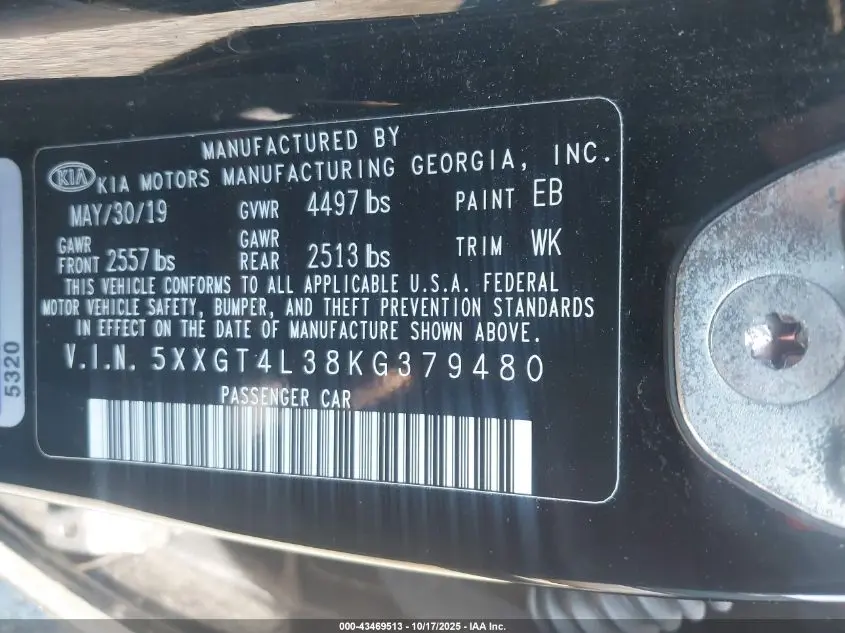 MANUFACTURED BY
KIA KIA MOTORS MANUFACTURING GEORGIA, INC.
MAY/30/19 GVWR 4497 lbs PAINT EB
GAWR FRONT 2557 lbs GAWR REAR 2513 lbs TRIM WK
THIS VEHICLE CONFORMS TO ALL APPLICABLE U.S.A. FEDERAL
MOTOR VEHICLE SAFETY, BUMPER, AND THEFT PREVENTION STANDARDS
IN EFFECT ON THE DATE OF MANUFACTURE SHOWN ABOVE.
V.I.N. 5XXGT4L38KG379480
PASSENGER CAR
5320
000-43469513 - 10/17/2025 - IAA Inc.